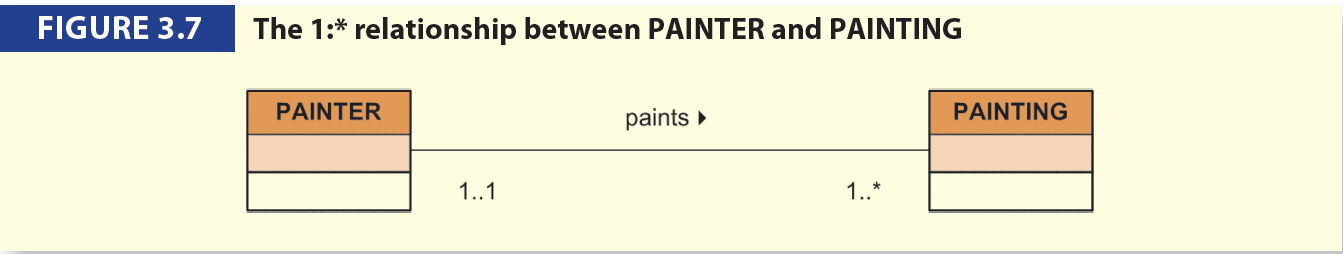 FIGURE 3.7 The 1:* relationship between PAINTER and PAINTING
PAINTER
paints
PAINTING
1..1
1..*